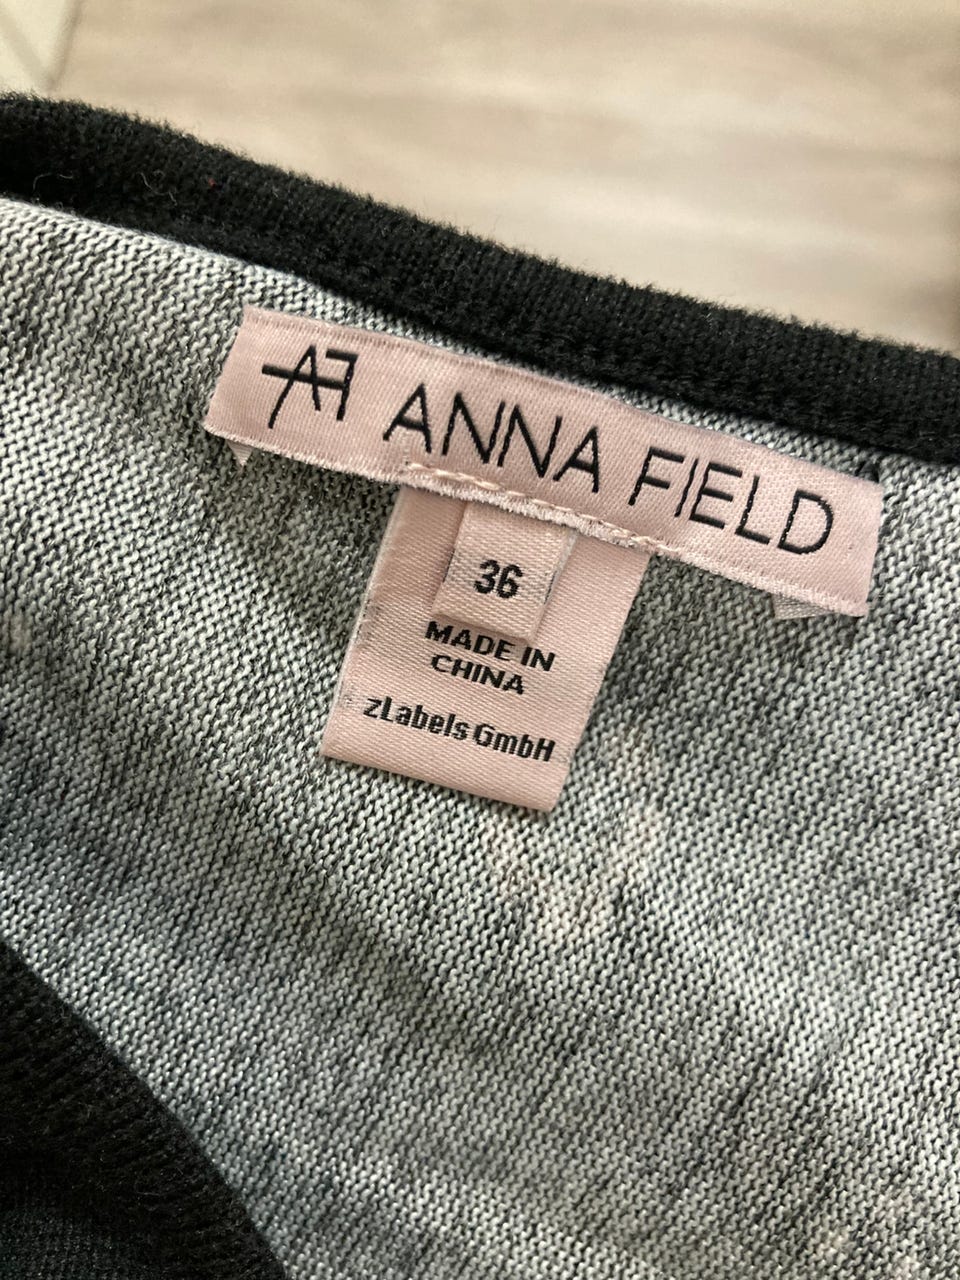 AF ANNA FIELD
36
MADE IN
CHINA
zLabels GmbH